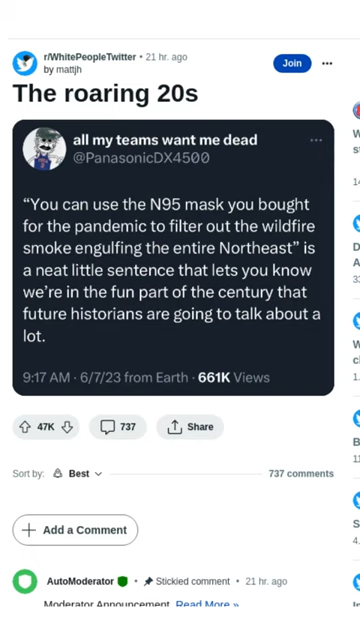 r/WhitePeopleTwitter • 21 hr. ago
by mattjh
Join
The roaring 20s
all my teams want me dead
@PanasonicDX4500
“You can use the N95 mask you bought
for the pandemic to filter out the wildfire
smoke engulfing the entire Northeast” is
a neat little sentence that lets you know
we’re in the fun part of the century that
future historians are going to talk about a
lot.
9:17 AM · 6/7/23 from Earth · 661K Views
47K
737
Share
Sort by: Best
737 comments
Add a Comment
AutoModerator • Stickied comment • 21 hr. ago
Moderator Announcement Read More »